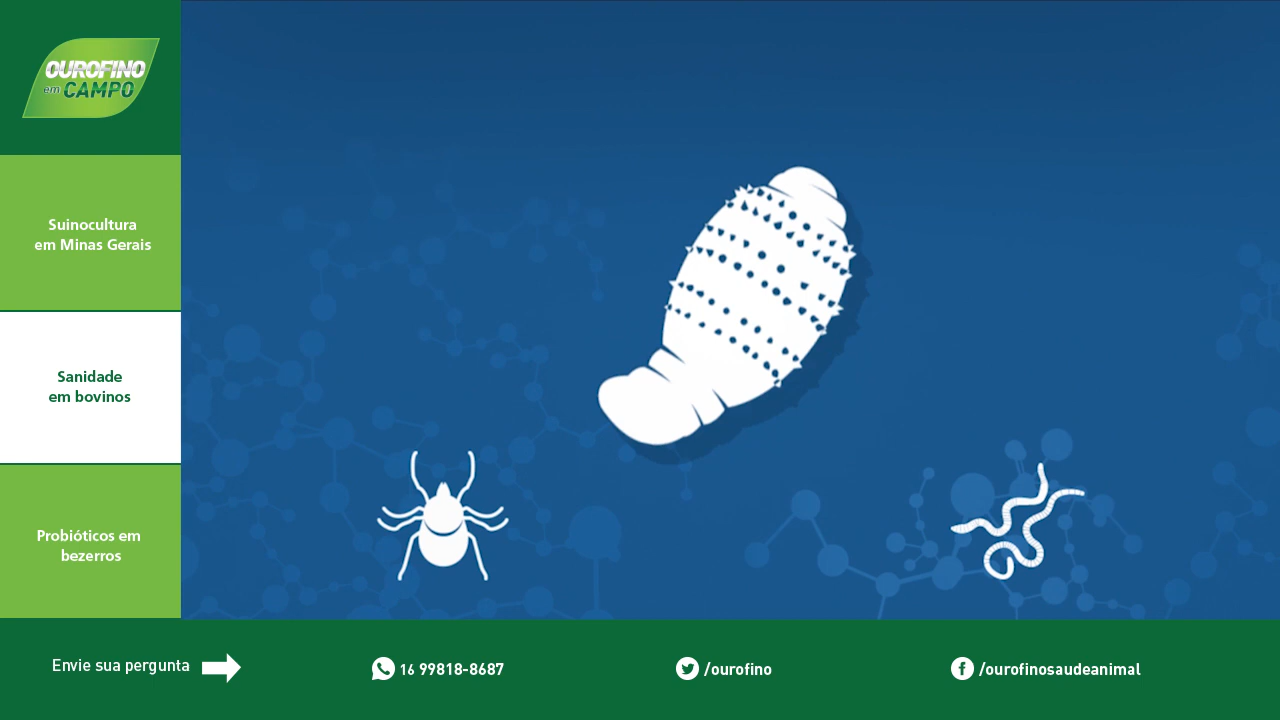 OUROFINO
em CAMPO
Suinocultura
em Minas Gerais
Sanidade
em bovinos
Probióticos em
bezerros
Envie sua pergunta
16 99818-8687
/ourofino
/ourofinosaudeanimal